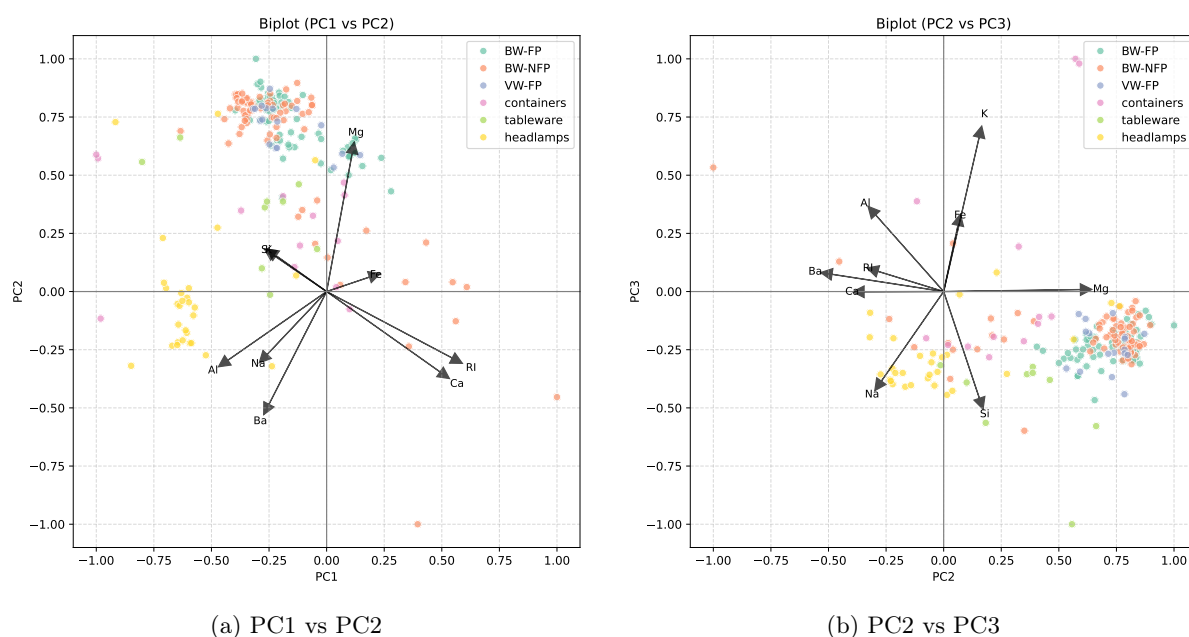 Biplot (PC1 vs PC2)
1.00
0.75
0.50
0.25
0.00
−0.25
−0.50
−0.75
−1.00
PC2
−1.00 −0.75 −0.50 −0.25 0.00 0.25 0.50 0.75 1.00
PC1
BW-FP
BW-NFP
VW-FP
containers
tableware
headlamps
Mg
Fe
RI
Ca
Al
Na
Ba
(a) PC1 vs PC2
Biplot (PC2 vs PC3)
1.00
0.75
0.50
0.25
0.00
−0.25
−0.50
−0.75
−1.00
PC3
−1.00 −0.75 −0.50 −0.25 0.00 0.25 0.50 0.75 1.00
PC2
BW-FP
BW-NFP
VW-FP
containers
tableware
headlamps
K
Al
Fe
RI
Ba
Ca
Mg
Na
Si
(b) PC2 vs PC3